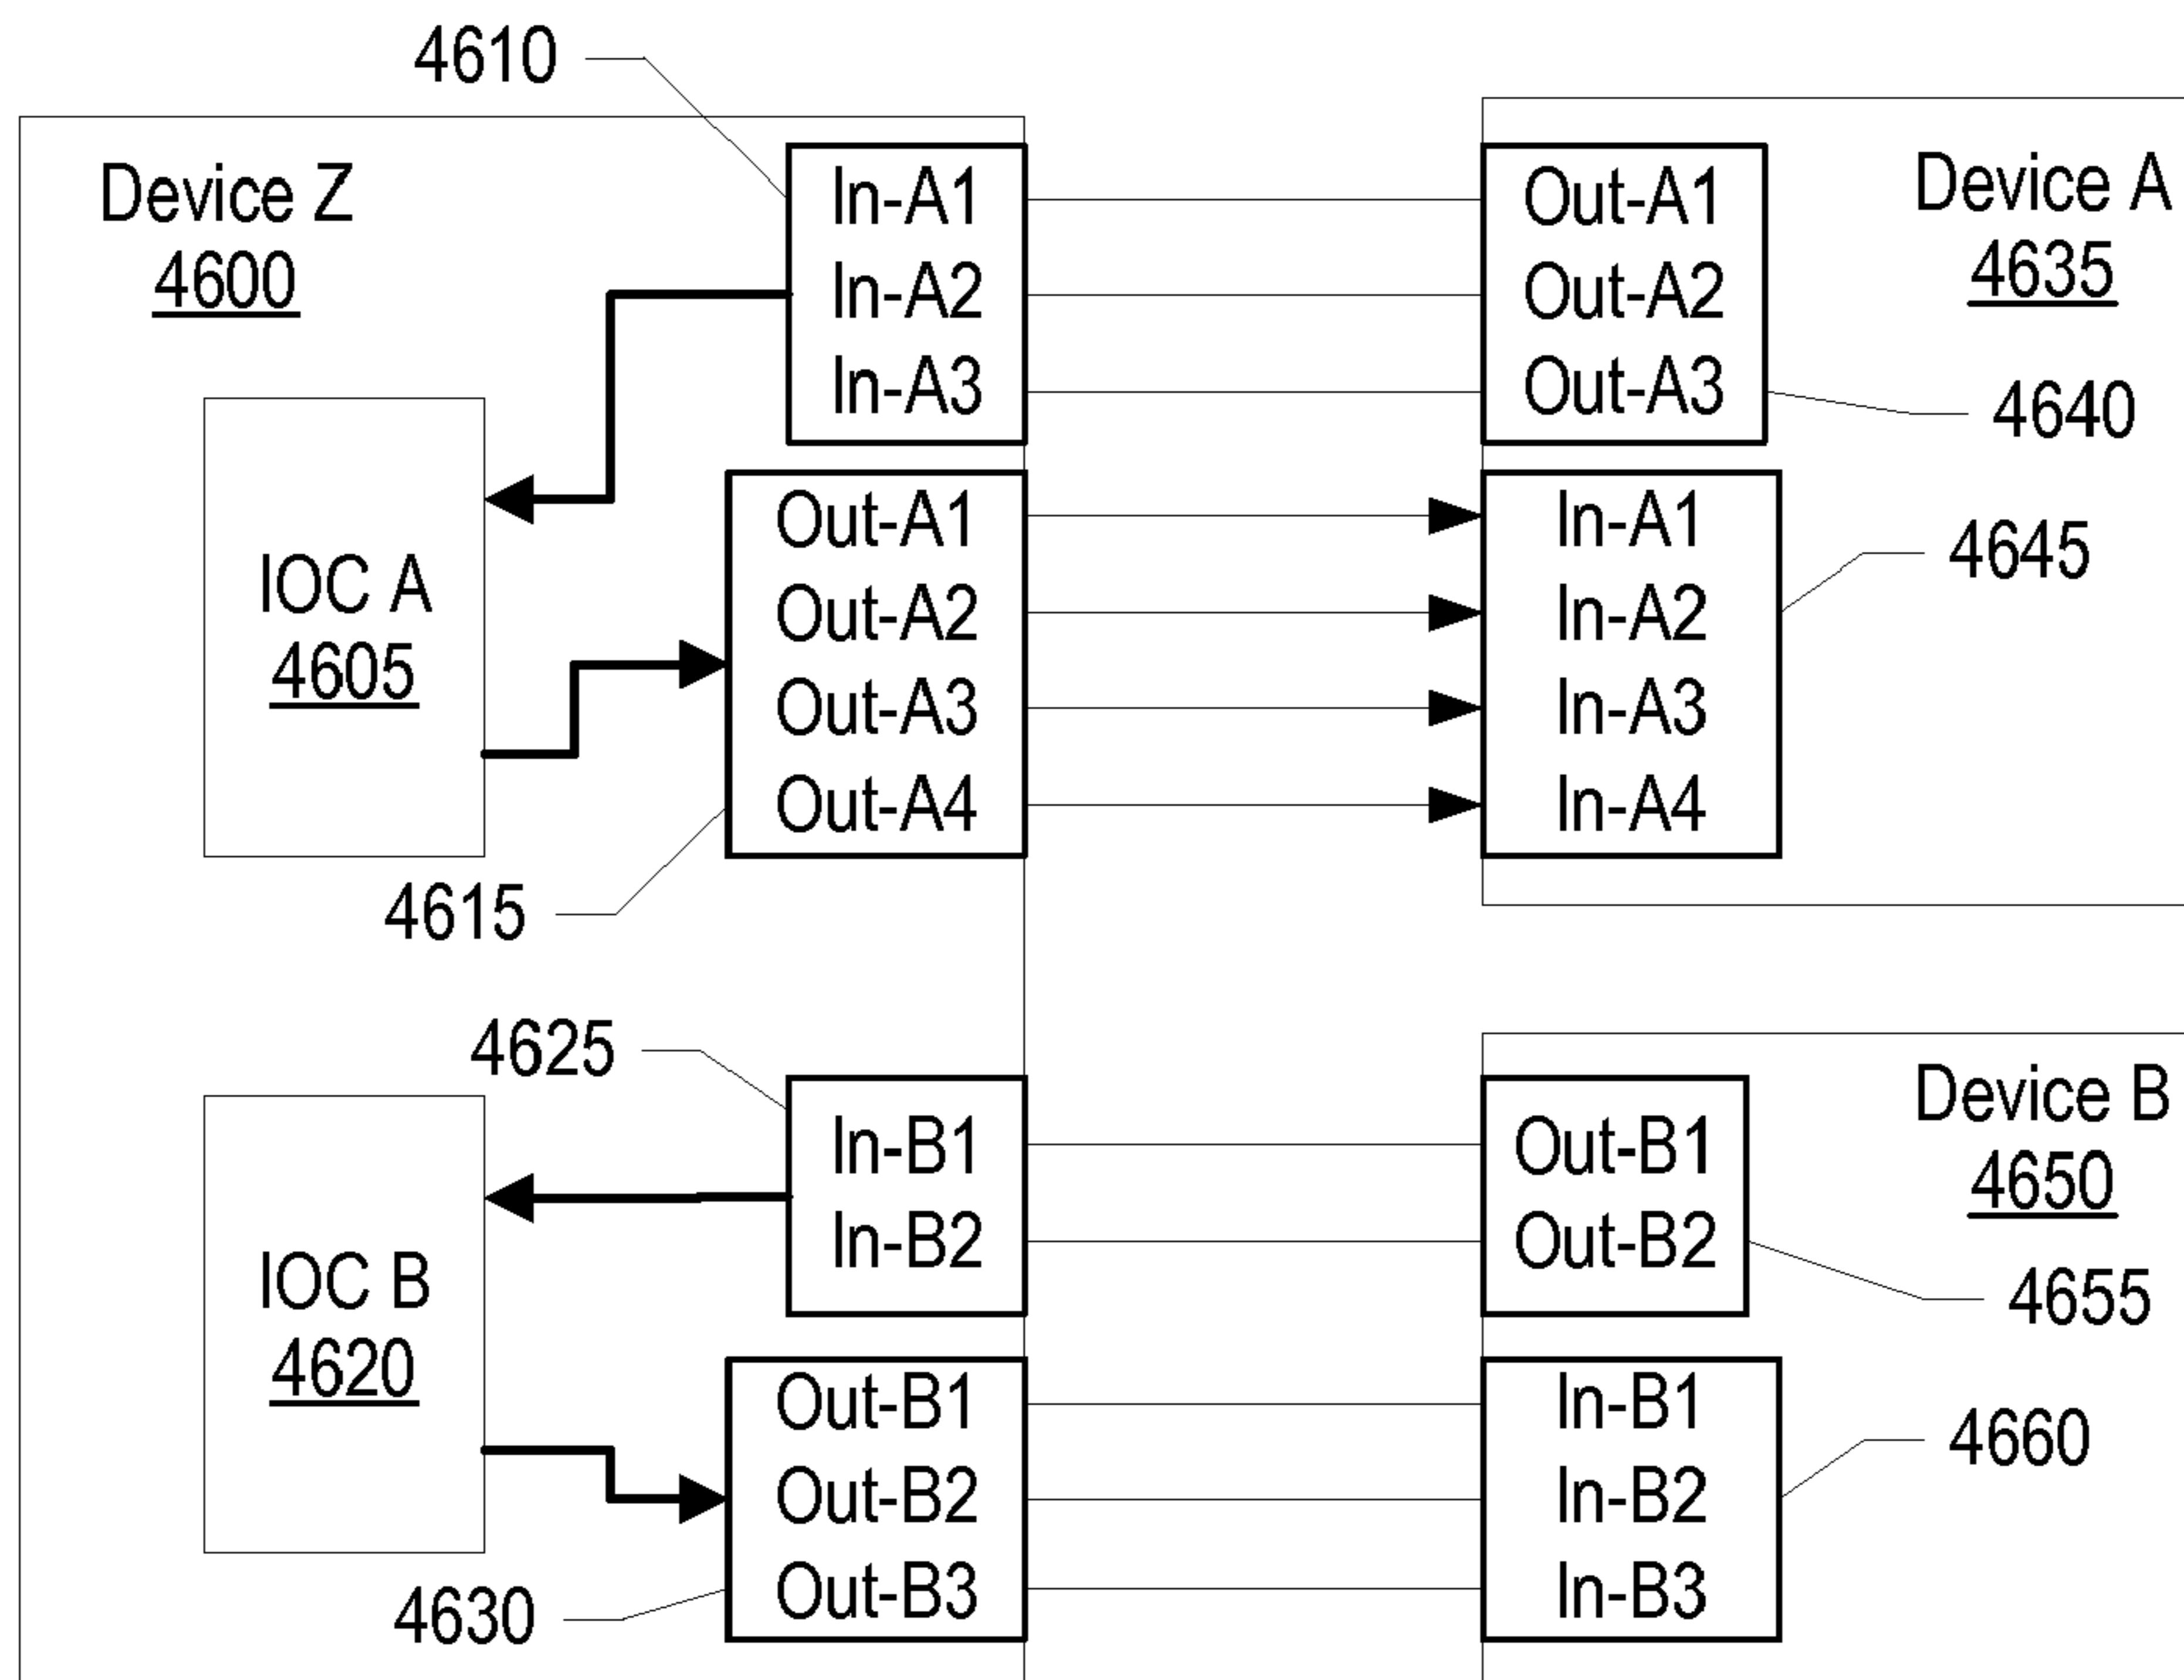 4610
Device Z
4600
In-A1
In-A2
In-A3
Out-A1
Out-A2
Out-A3
Device A
4635
4640
IOC A
4605
Out-A1
Out-A2
Out-A3
Out-A4
In-A1
In-A2
In-A3
In-A4
4645
4615
4625
In-B1
In-B2
Out-B1
Out-B2
Device B
4650
4655
IOC B
4620
Out-B1
Out-B2
Out-B3
In-B1
In-B2
In-B3
4660
4630